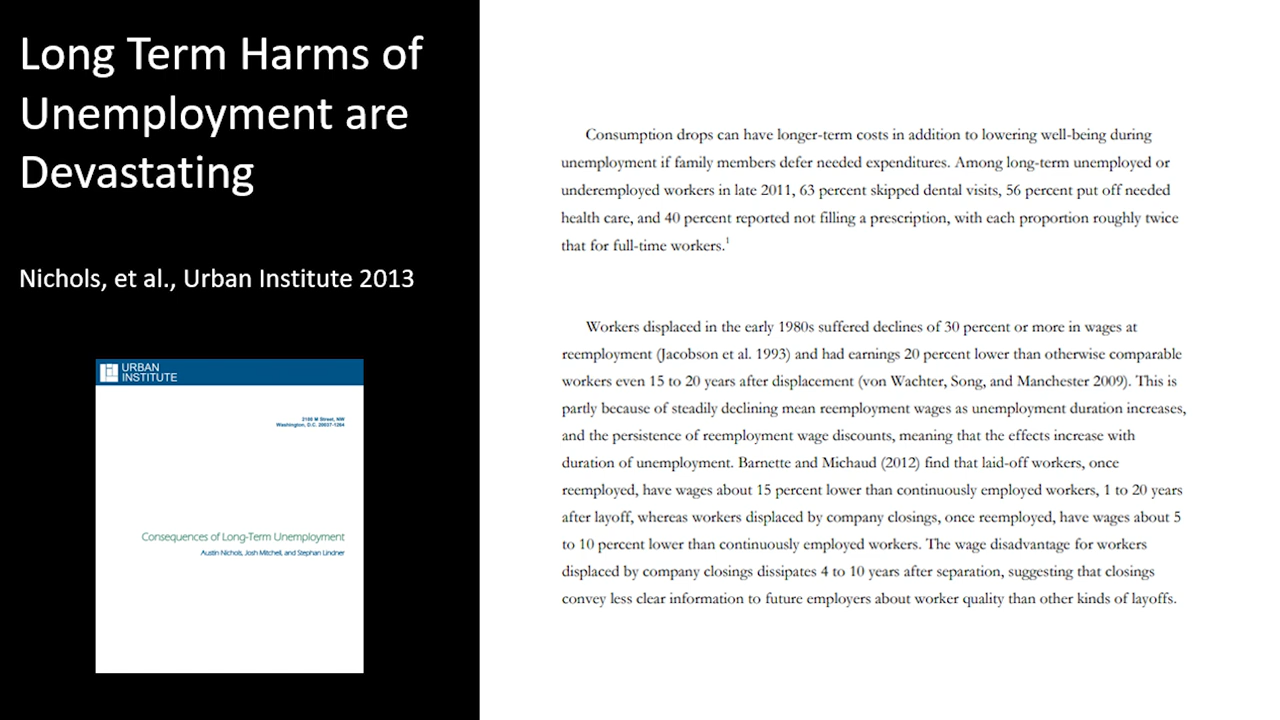 Long Term Harms of
Unemployment are
Devastating
Nichols, et al., Urban Institute 2013
URBAN
INSTITUTE
2100 M Street, NW
Washington, D.C. 20037-1264
Consequences of Long-Term Unemployment
Austin Nichols, Josh Mitchell, and Stephan Lindner
Consumption drops can have longer-term costs in addition to lowering well-being during
unemployment if family members defer needed expenditures. Among long-term unemployed or
underemployed workers in late 2011, 63 percent skipped dental visits, 56 percent put off needed
health care, and 40 percent reported not filling a prescription, with each proportion roughly twice
that for full-time workers.1
Workers displaced in the early 1980s suffered declines of 30 percent or more in wages at
reemployment (Jacobson et al. 1993) and had earnings 20 percent lower than otherwise comparable
workers even 15 to 20 years after displacement (von Wachter, Song, and Manchester 2009). This is
partly because of steadily declining mean reemployment wages as unemployment duration increases,
and the persistence of reemployment wage discounts, meaning that the effects increase with
duration of unemployment. Barnette and Michaud (2012) find that laid-off workers, once
reemployed, have wages about 15 percent lower than continuously employed workers, 1 to 20 years
after layoff, whereas workers displaced by company closings, once reemployed, have wages about 5
to 10 percent lower than continuously employed workers. The wage disadvantage for workers
displaced by company closings dissipates 4 to 10 years after separation, suggesting that closings
convey less clear information to future employers about worker quality than other kinds of layoffs.